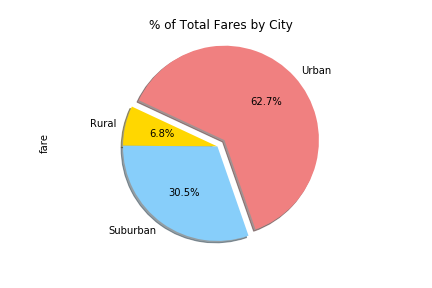 % of Total Fares by City
Urban
62.7%
Rural
6.8%
fare
30.5%
Suburban